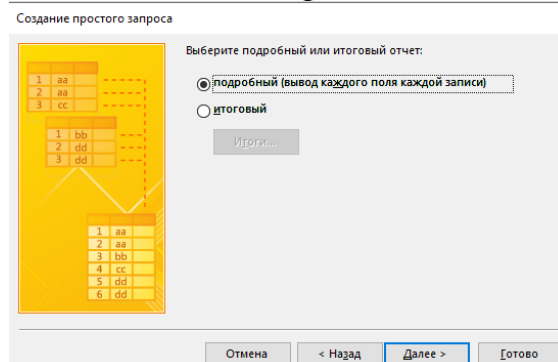 Создание простого запроса
Выберите подробный или итоговый отчет:
подробный (вывод каждого поля каждой записи)
итоговый
Итоги...
1 aa
2 aa
3 cc
1 bb
2 dd
3 dd
1 aa
2 aa
3 bb
4 cc
5 dd
6 dd
Отмена
< Назад
Далее >
Готово